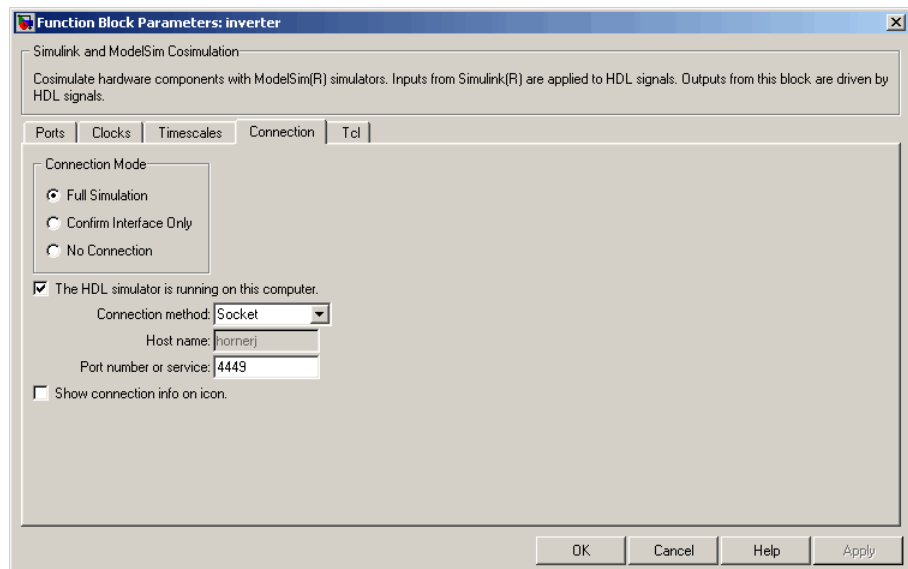 Function Block Parameters: inverter
Simulink and ModelSim Cosimulation
Cosimulate hardware components with ModelSim(R) simulators. Inputs from Simulink(R) are applied to HDL signals. Outputs from this block are driven by
HDL signals.
Ports Clocks Timescales Connection Tcl
Connection Mode
Full Simulation
Confirm Interface Only
No Connection
The HDL simulator is running on this computer.
Connection method: Socket
Host name: hornerj
Port number or service: 4449
Show connection info on icon.
OK Cancel Help Apply